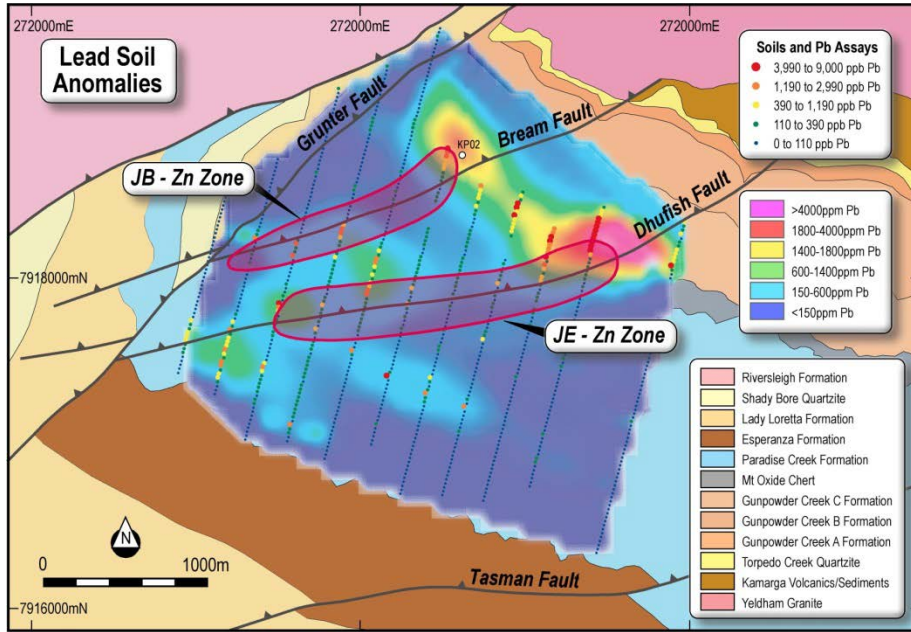 272000mE
272000mE
272000mE
Lead Soil
Anomalies
Grunter Fault
Bream Fault
KP02
Dhufish Fault
JB - Zn Zone
JE - Zn Zone
7918000mN
Soils and Pb Assays
3,990 to 9,000 ppb Pb
1,190 to 2,990 ppb Pb
390 to 1,190 ppb Pb
110 to 390 ppb Pb
0 to 110 ppb Pb
>4000ppm Pb
1800-4000ppm Pb
1400-1800ppm Pb
600-1400ppm Pb
150-600ppm Pb
<150ppm Pb
Riversleigh Formation
Shady Bore Quartzite
Lady Loretta Formation
Esperanza Formation
Paradise Creek Formation
Mt Oxide Chert
Gunpowder Creek C Formation
Gunpowder Creek B Formation
Gunpowder Creek A Formation
Torpedo Creek Quartzite
Kamarga Volcanics/Sediments
Yeldham Granite
N
0 1000m
Tasman Fault
7916000mN